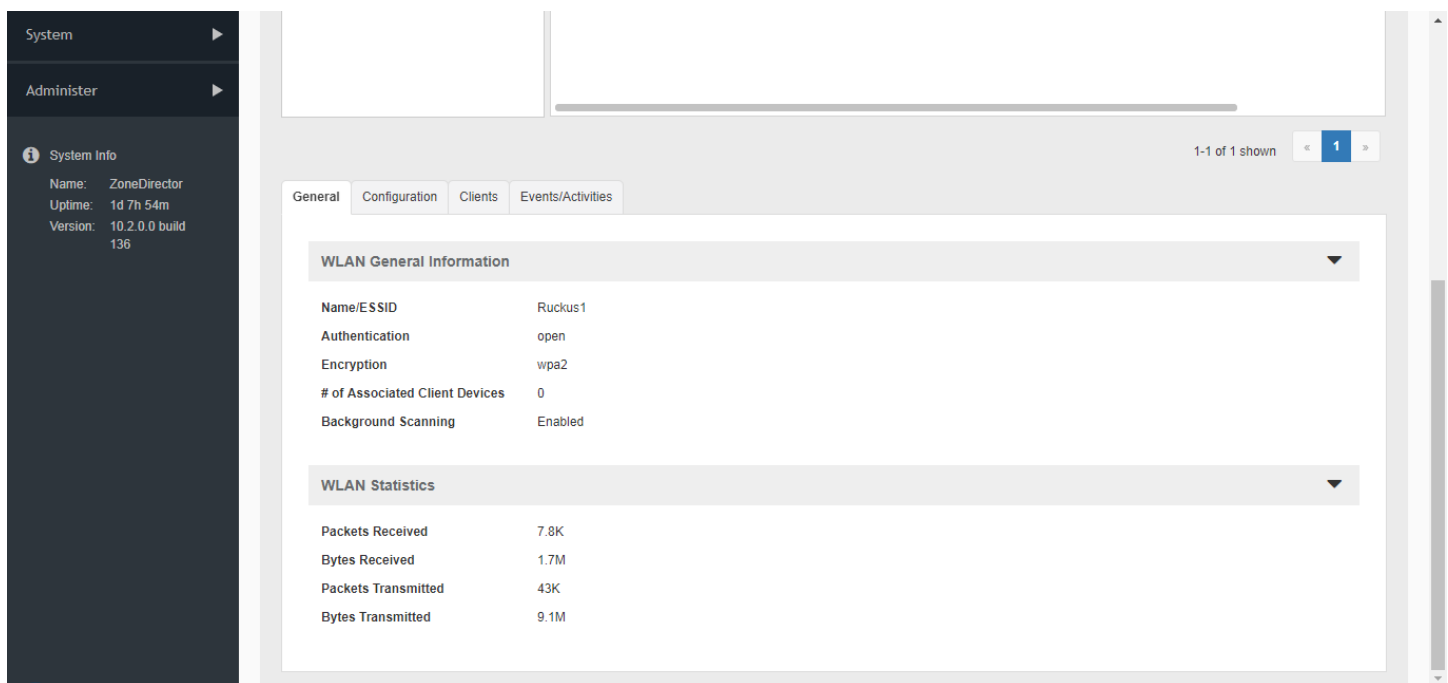 System
Administer
System Info
Name: ZoneDirector
Uptime: 1d 7h 54m
Version: 10.2.0.0 build
136
1-1 of 1 shown « 1 »
General Configuration Clients Events/Activities
WLAN General Information
Name/ESSID Ruckus1
Authentication open
Encryption wpa2
# of Associated Client Devices 0
Background Scanning Enabled
WLAN Statistics
Packets Received 7.8K
Bytes Received 1.7M
Packets Transmitted 43K
Bytes Transmitted 9.1M